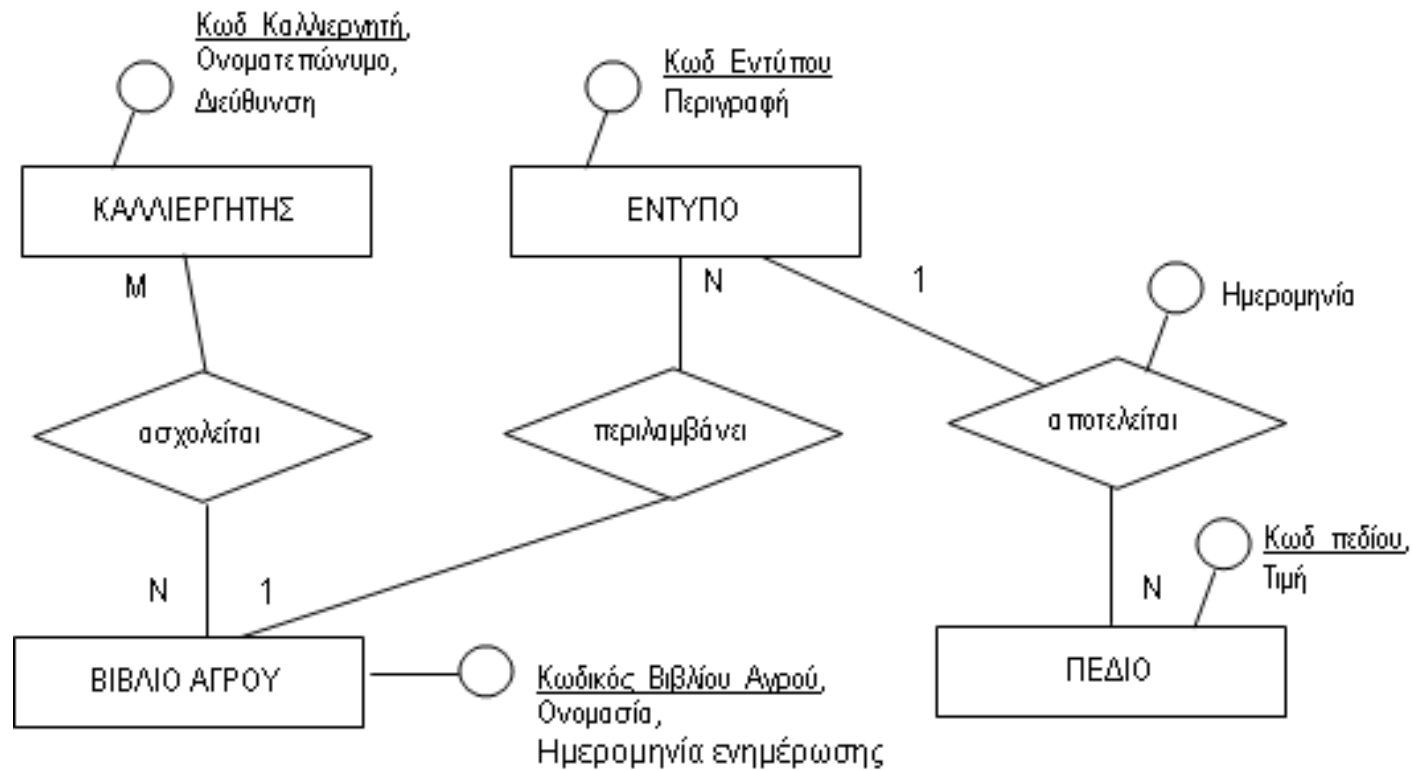 Κωδ Καλλιεργητή,
Ονοματεπώνυμο,
Διεύθυνση
Κωδ Εντύπου
Περιγραφή
ΚΑΛΛΙΕΡΓΗΤΗΣ
ΕΝΤΥΠΟ
M
N
1
Ημερομηνία
ασχολείται
περιλαμβάνει
αποτελείται
N
1
N
Κωδ πεδίου,
Τιμή
ΒΙΒΛΙΟ ΑΓΡΟΥ
ΠΕΔΙΟ
Κωδικός Βιβλίου Αγρού,
Ονομασία,
Ημερομηνία ενημέρωσης